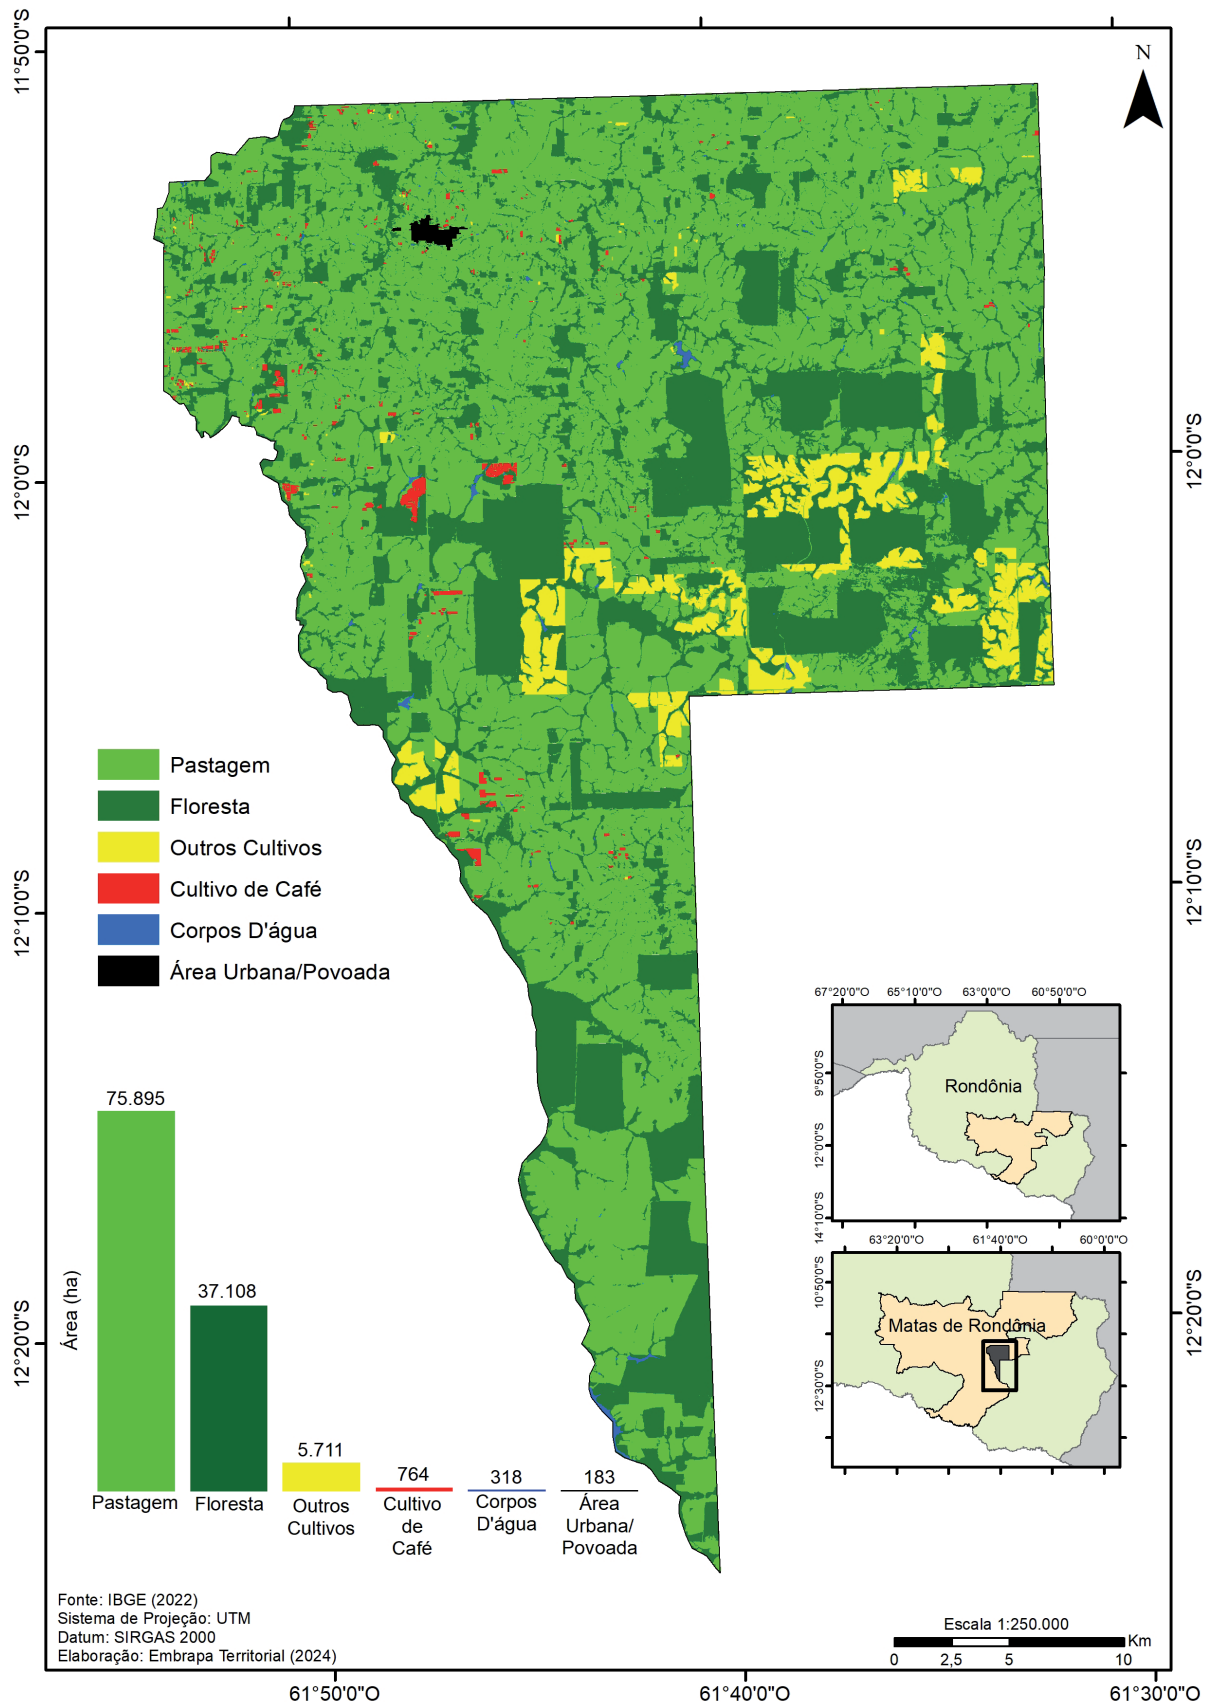 11°50'0"S
N
12°0'0"S
12°0'0"S
Pastagem
Floresta
Outros Cultivos
Cultivo de Café
Corpos D'água
Área Urbana/Povoada
12°10'0"S
12°10'0"S
67°20'0"O 65°10'0"O 63°0'0"O 60°50'0"O
9°50'0"S
12°0'0"S
14°10'0"S
Rondônia
63°20'0"O 61°40'0"O 60°0'0"O
10°50'0"S
12°30'0"S
Matas de Rondônia
12°20'0"S
12°20'0"S
Área (ha)
75.895
37.108
5.711
764
318
183
Pastagem
Floresta
Outros
Cultivos
Cultivo
de
Café
Corpos
D'água
Área
Urbana/
Povoada
Fonte: IBGE (2022)
Sistema de Projeção: UTM
Datum: SIRGAS 2000
Elaboração: Embrapa Territorial (2024)
Escala 1:250.000
Km
0 2,5 5 10
61°50'0"O 61°40'0"O 61°30'0"O